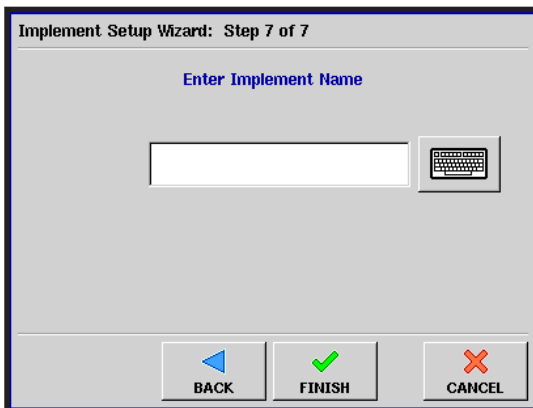 Implement Setup Wizard: Step 7 of 7
Enter Implement Name
BACK
FINISH
CANCEL